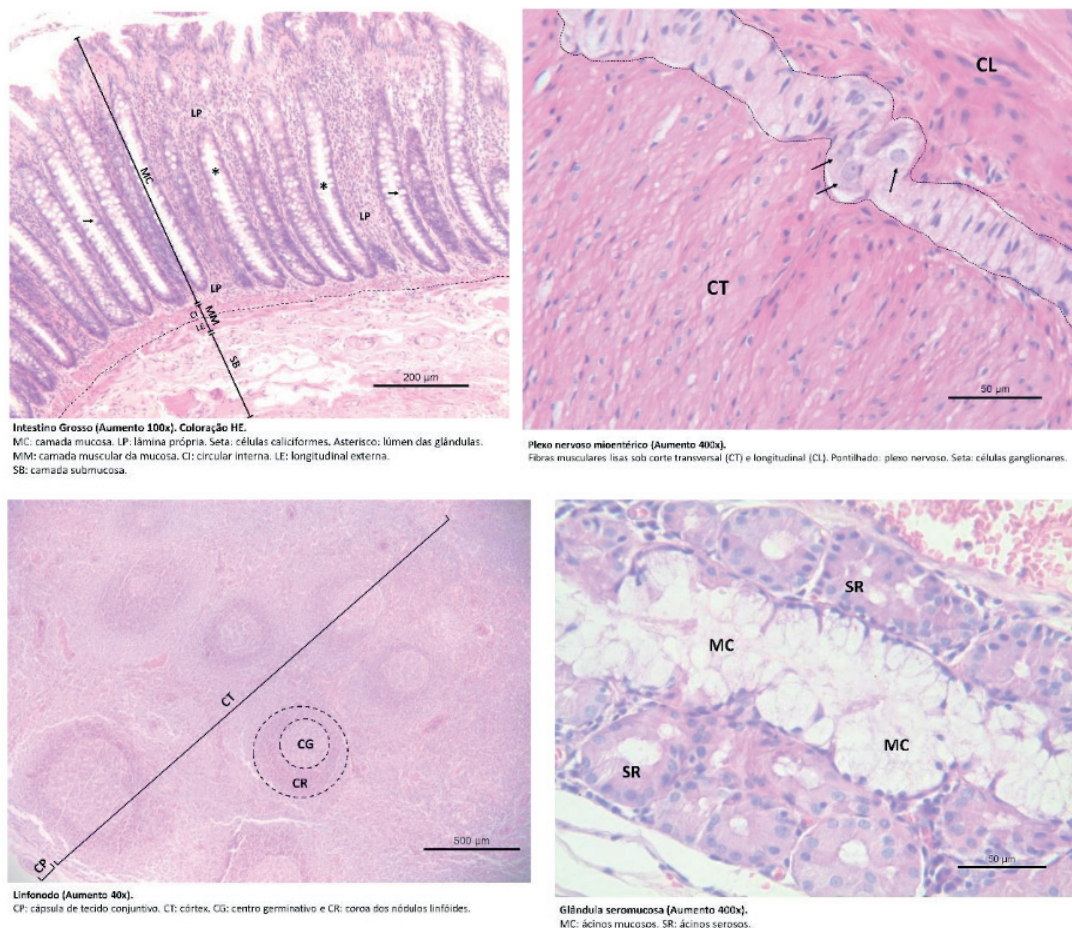 LP
MC
*
*
LP
LP
CI
MM
LE
SB
200 µm
Intestino Grosso (Aumento 100x). Coloração HE.
MC: camada mucosa. LP: lâmina própria. Seta: células caliciformes. Asterisco: lúmen das glândulas.
MM: camada muscular da mucosa. CI: circular interna. LE: longitudinal externa.
SB: camada submucosa.
CL
CT
50 µm
Plexo nervoso mioentérico (Aumento 400x).
Fibras musculares lisas sob corte transversal (CT) e longitudinal (CL). Pontilhado: plexo nervoso. Seta: células ganglionares.
CT
CG
CR
CP
500 µm
Linfonodo (Aumento 40x).
CP: cápsula de tecido conjuntivo. CT: córtex. CG: centro germinativo e CR: coroa dos nódulos linfóides.
SR
MC
MC
SR
50 µm
Glândula seromucosa (Aumento 400x).
MC: ácinos mucosos. SR: ácinos serosos.